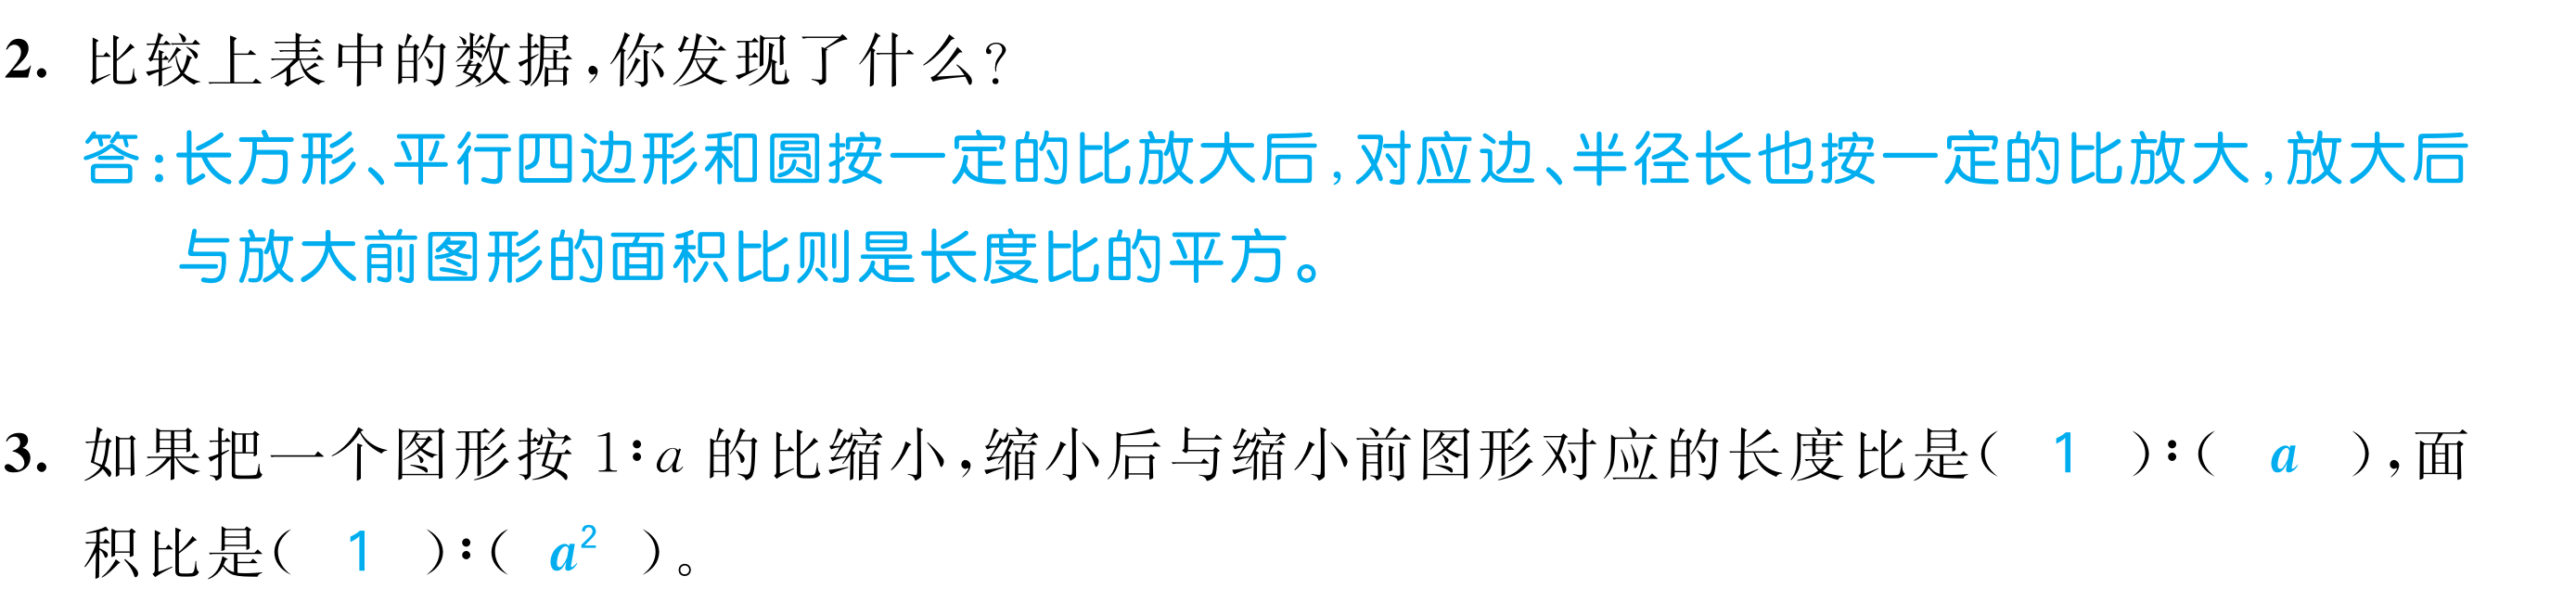 2. 比较上表中的数据,你发现了什么?
答:长方形、平行四边形和圆按一定的比放大后,对应边、半径长也按一定的比放大,放大后
与放大前图形的面积比则是长度比的平方。
3. 如果把一个图形按 1∶a 的比缩小,缩小后与缩小前图形对应的长度比是( 1 )∶( a ),面
积比是( 1 )∶( a² )。